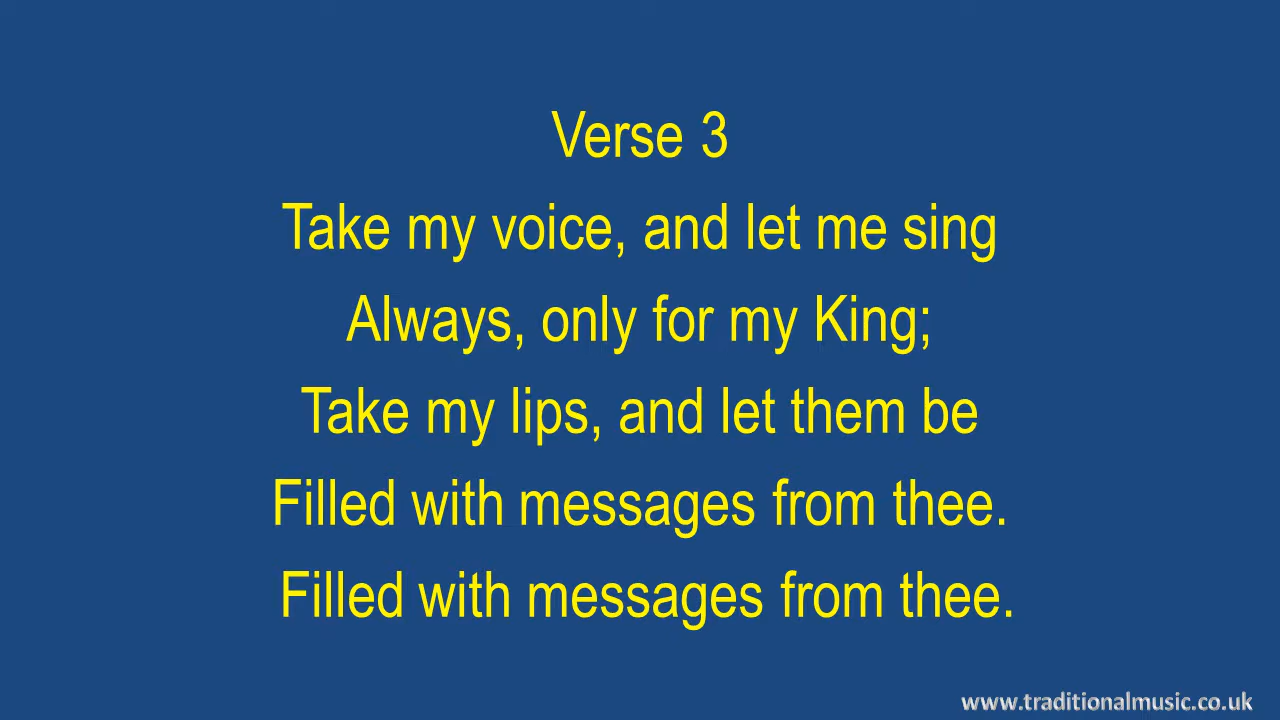 Verse 3
Take my voice, and let me sing
Always, only for my King;
Take my lips, and let them be
Filled with messages from thee.
Filled with messages from thee.
www.traditionalmusic.co.uk